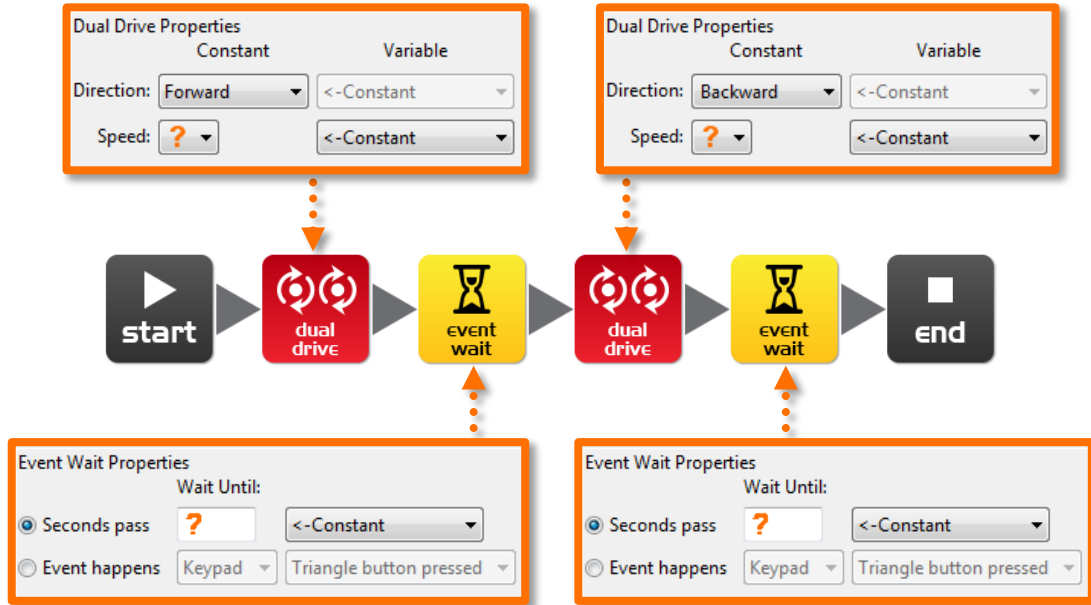 Dual Drive Properties
Constant Variable
Direction: Forward <-Constant
Speed: ? <-Constant
Dual Drive Properties
Constant Variable
Direction: Backward <-Constant
Speed: ? <-Constant
start
dual
drive
event
wait
dual
drive
event
wait
end
Event Wait Properties
Wait Until:
Seconds pass ? <-Constant
Event happens Keypad Triangle button pressed
Event Wait Properties
Wait Until:
Seconds pass ? <-Constant
Event happens Keypad Triangle button pressed